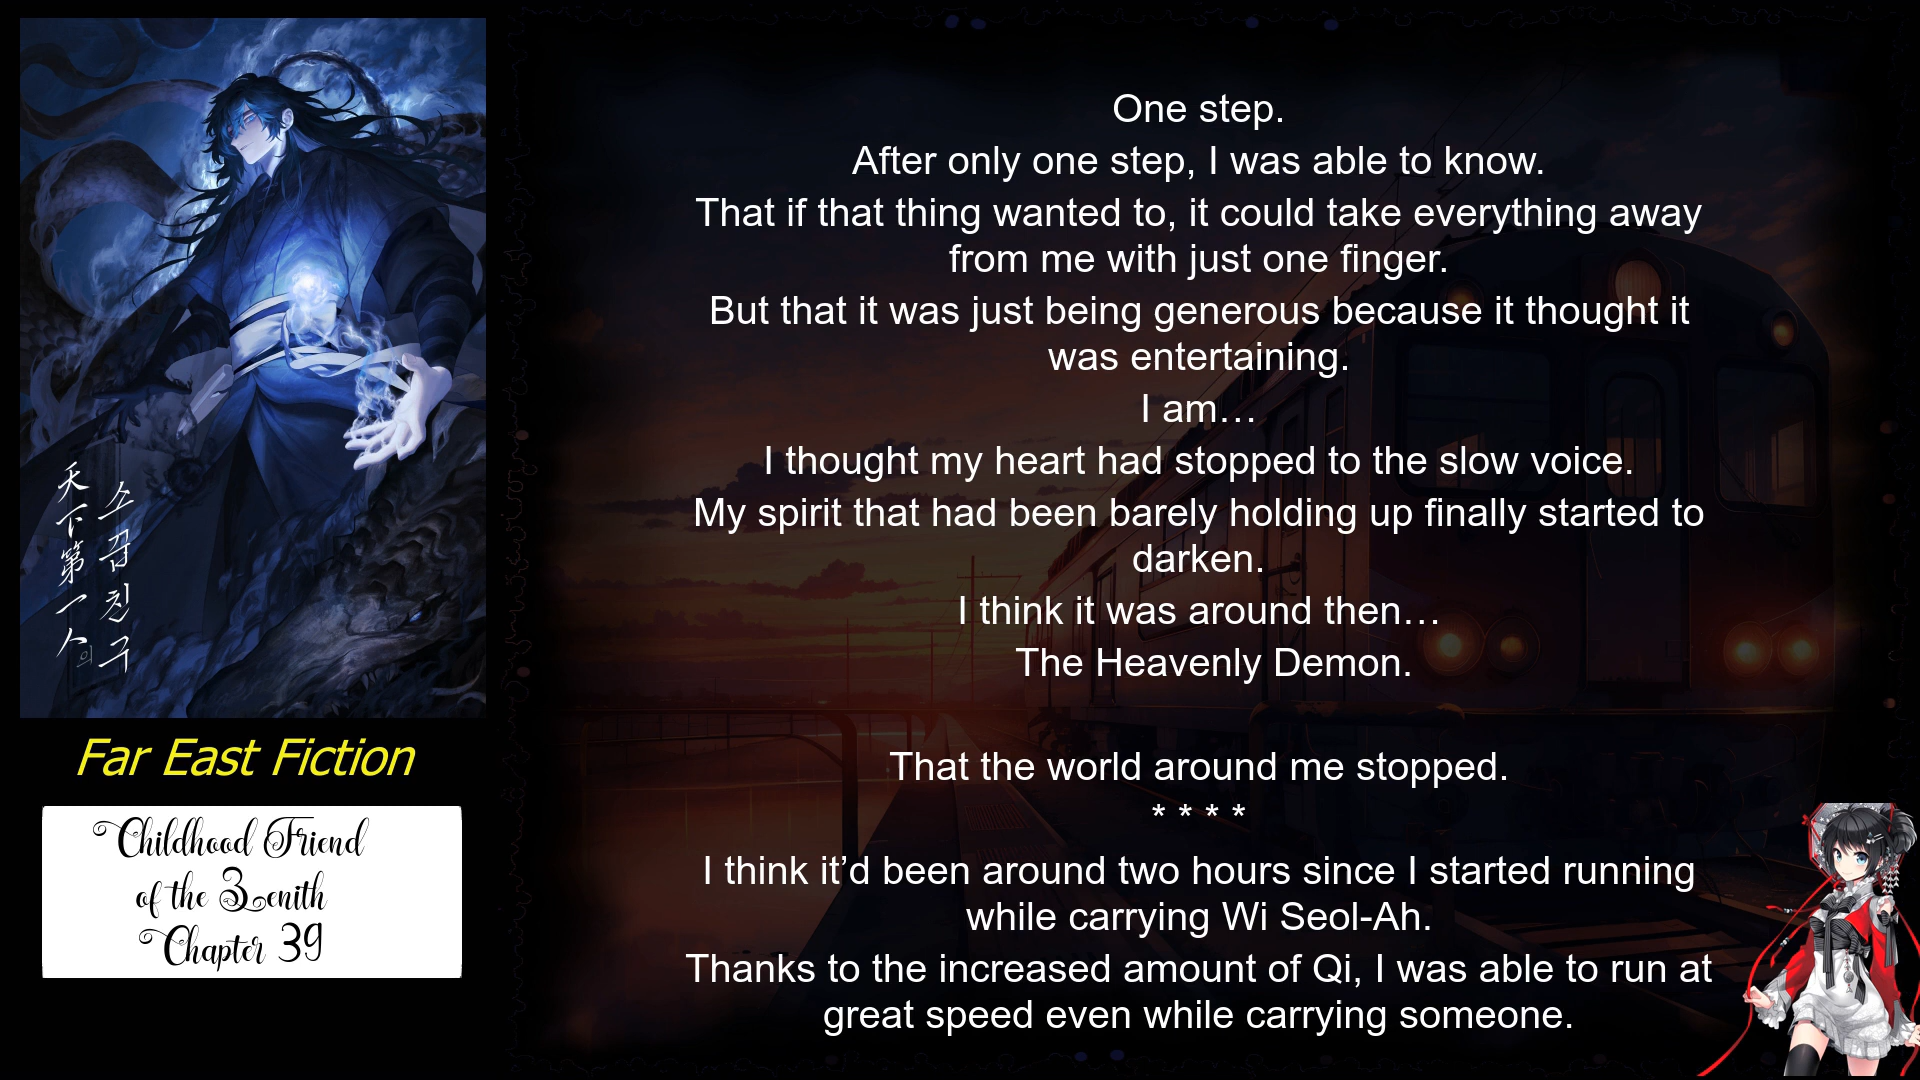 One step.
After only one step, I was able to know.
That if that thing wanted to, it could take everything away
from me with just one finger.
But that it was just being generous because it thought it
was entertaining.
I am…
I thought my heart had stopped to the slow voice.
My spirit that had been barely holding up finally started to
darken.
I think it was around then…
The Heavenly Demon.
That the world around me stopped.
* * * *
I think it’d been around two hours since I started running
while carrying Wi Seol-Ah.
Thanks to the increased amount of Qi, I was able to run at
great speed even while carrying someone.
天下第一人의
소꿉친구
Far East Fiction
Childhood Friend
of the Zenith
Chapter 39